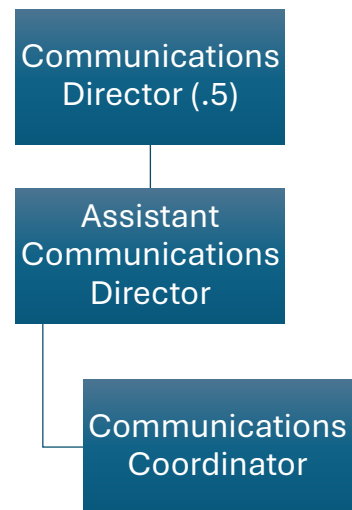 Communications
Director (.5)
Assistant
Communications
Director
Communications
Coordinator